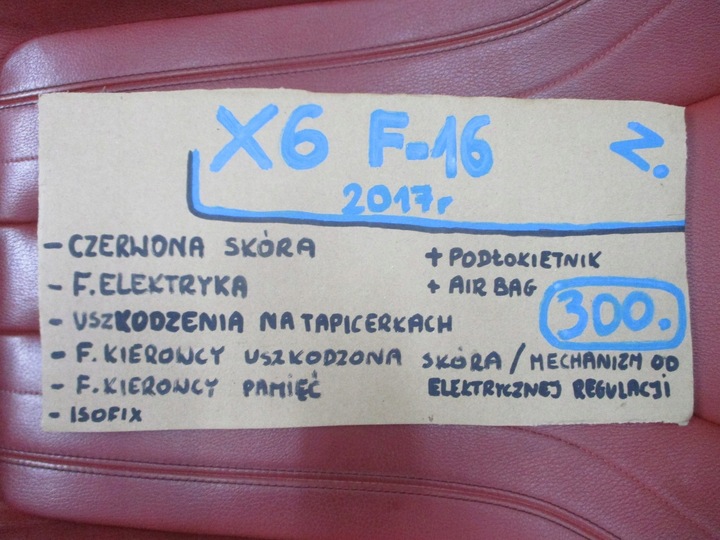 X6 F-16 Z.
2017r
- CZERWONA SKÓRA
- F. ELEKTRYKA
- USZKODZENIA NA TAPICERKACH
- F. KIEROWCY USZKODZONA SKÓRA / MECHANIZM OD
ELEKTRYCZNEJ REGULACJI
- F. KIEROWCY PAMIĘĆ
- ISOFIX
+ PODŁOKIETNIK
+ AIR BAG
300.